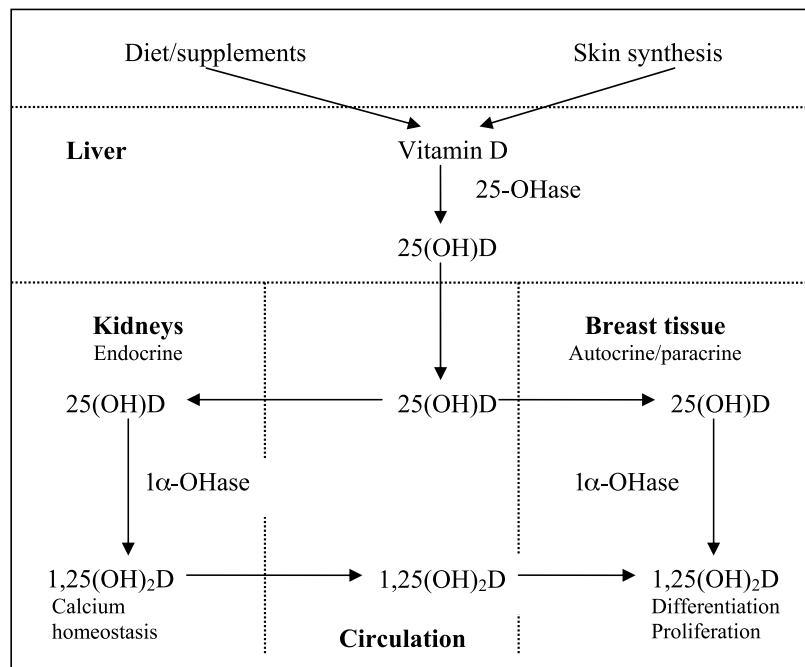 Diet/supplements Skin synthesis
Liver
Vitamin D
25-OHase
25(OH)D
Kidneys
Endocrine
Breast tissue
Autocrine/paracrine
25(OH)D 25(OH)D 25(OH)D
1α-OHase 1α-OHase
1,25(OH)₂D 1,25(OH)₂D 1,25(OH)₂D
Calcium
homeostasis
Differentiation
Proliferation
Circulation